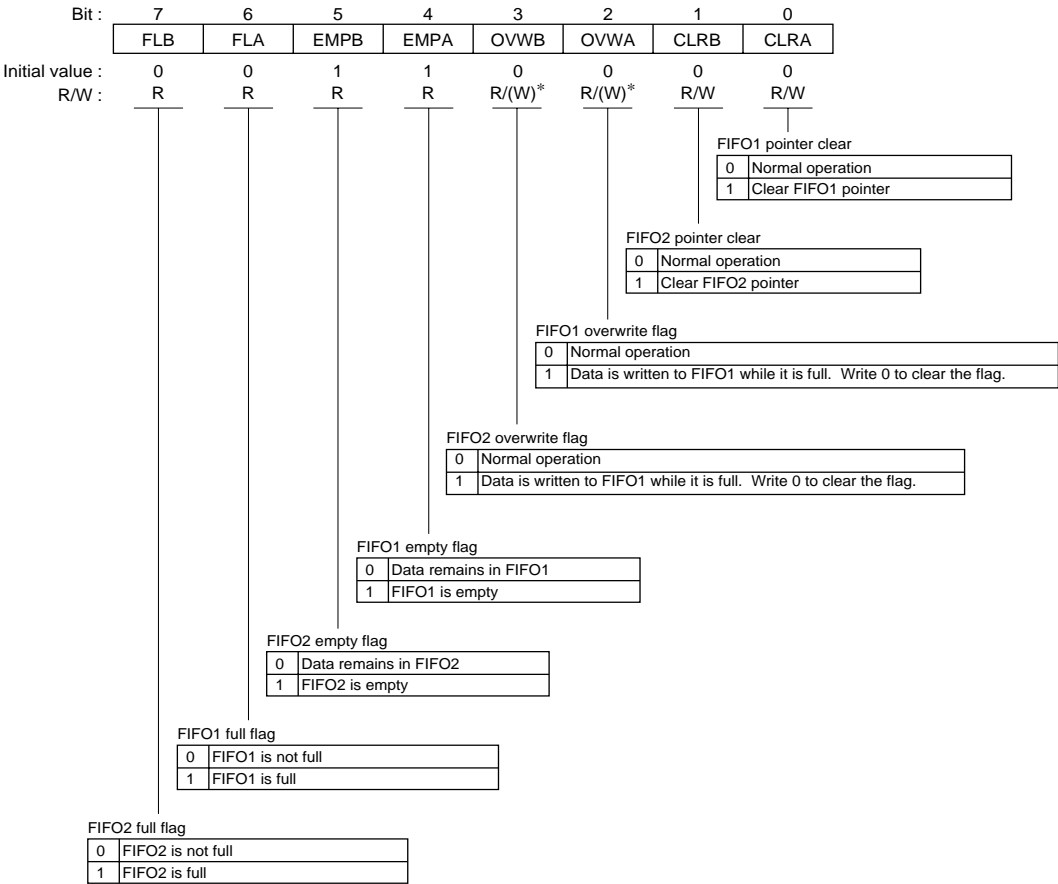 Bit : 7 6 5 4 3 2 1 0
FLB FLA EMPB EMPA OVWB OVWA CLRB CLRA
Initial value : 0 0 1 1 0 0 0 0
R/W : R R R R R/(W)* R/(W)* R/W R/W
FIFO1 pointer clear
0 Normal operation
1 Clear FIFO1 pointer
FIFO2 pointer clear
0 Normal operation
1 Clear FIFO2 pointer
FIFO1 overwrite flag
0 Normal operation
1 Data is written to FIFO1 while it is full. Write 0 to clear the flag.
FIFO2 overwrite flag
0 Normal operation
1 Data is written to FIFO1 while it is full. Write 0 to clear the flag.
FIFO1 empty flag
0 Data remains in FIFO1
1 FIFO1 is empty
FIFO2 empty flag
0 Data remains in FIFO2
1 FIFO2 is empty
FIFO1 full flag
0 FIFO1 is not full
1 FIFO1 is full
FIFO2 full flag
0 FIFO2 is not full
1 FIFO2 is full